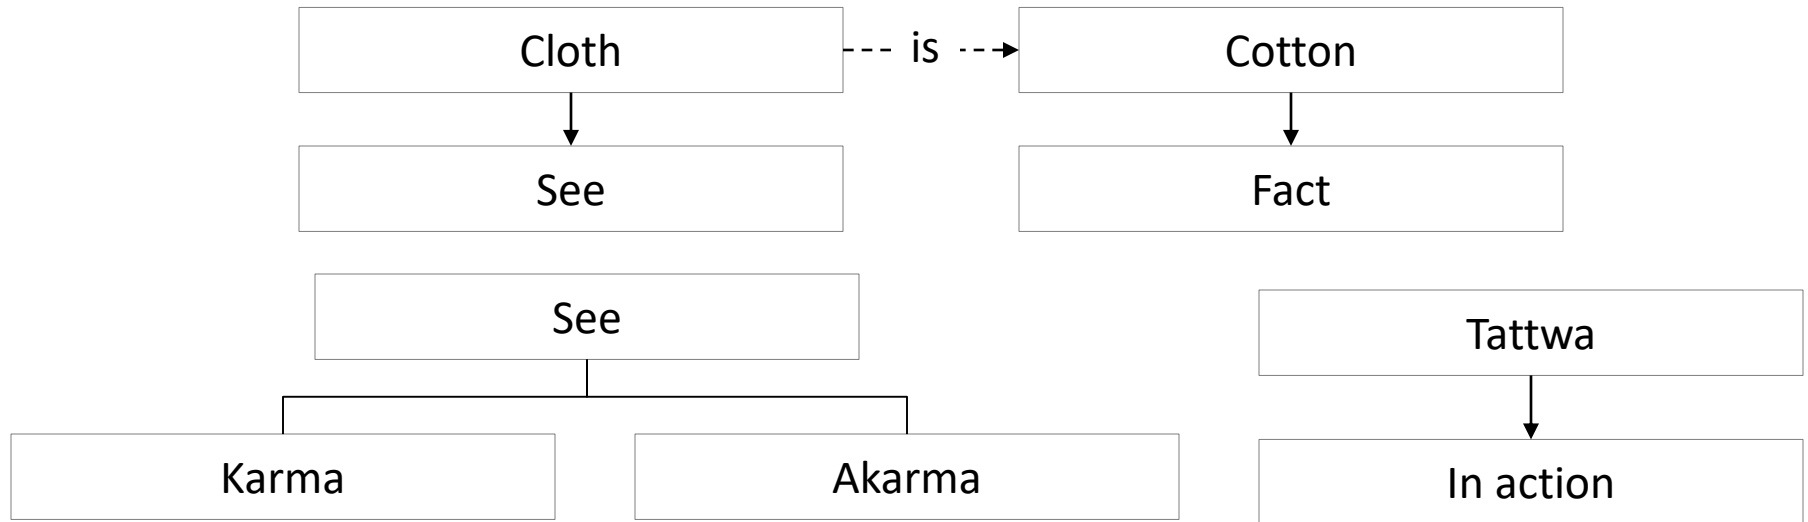 Cloth
is
Cotton
See
Fact
See
Tattwa
Karma
Akarma
In action